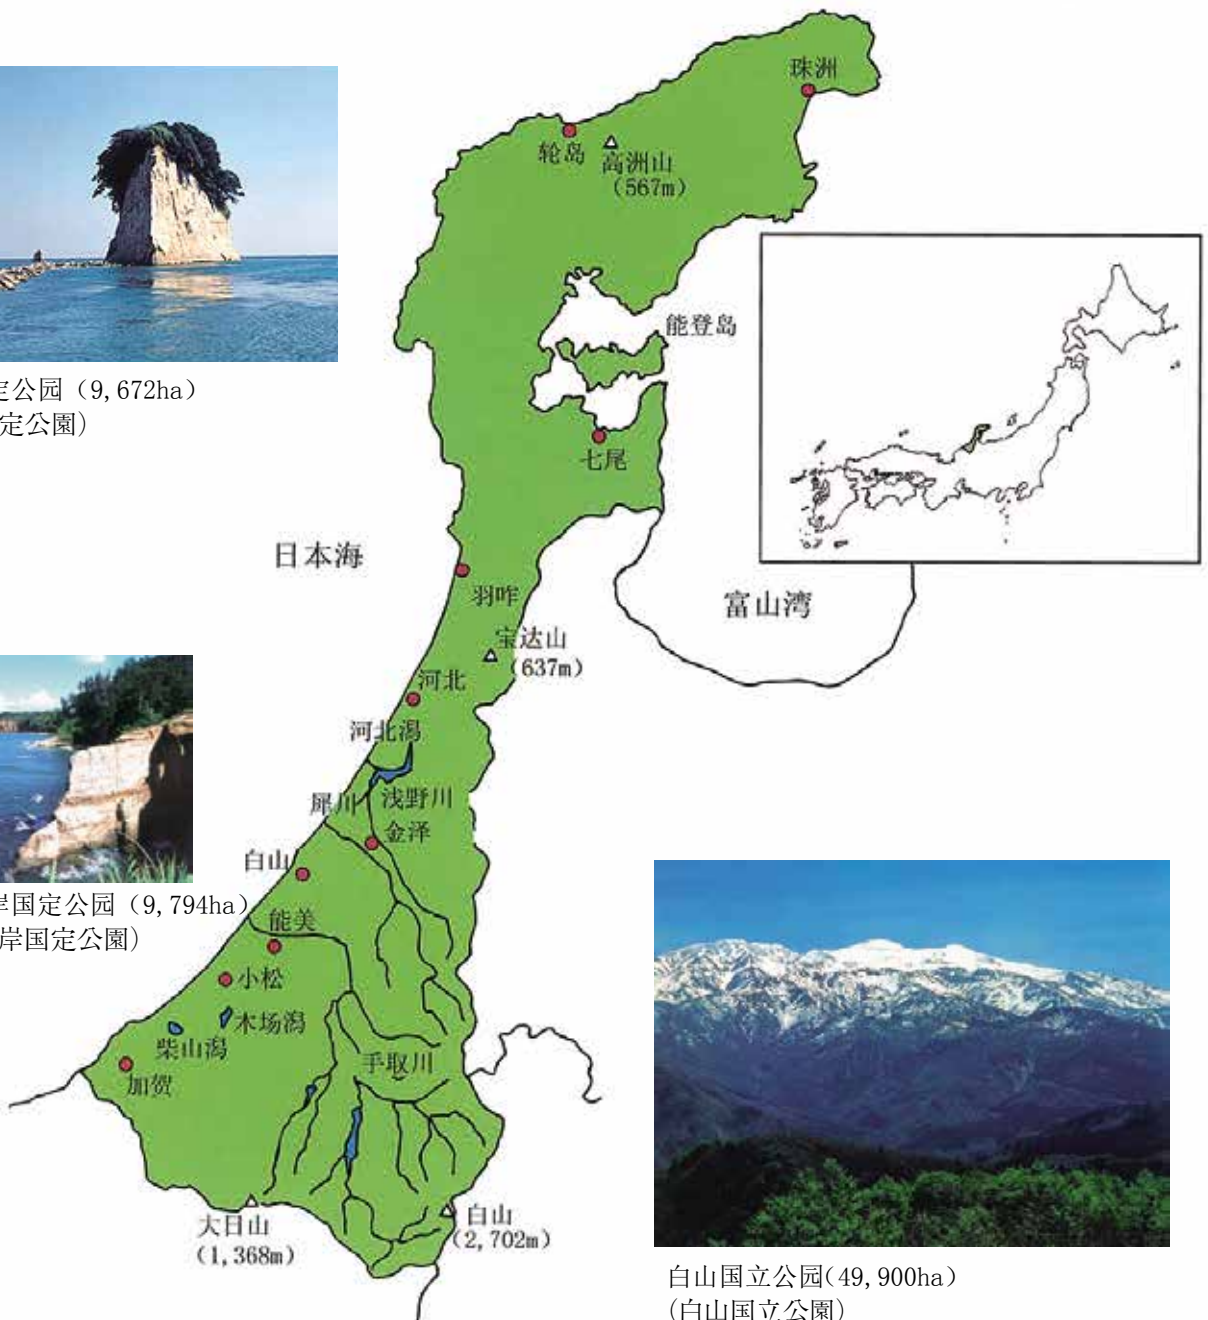 珠洲
轮岛
高洲山
(567m)
定公园（9,672ha）
定公園）
能登岛
七尾
日本海
羽咋
富山湾
宝达山
(637m)
河北
河北潟
犀川
浅野川
金泽
白山
岸国定公园（9,794ha）
岸国定公園）
能美
小松
木场潟
柴山潟
手取川
加贺
大日山
(1,368m)
白山
(2,702m)
白山国立公园(49,900ha)
(白山国立公園)